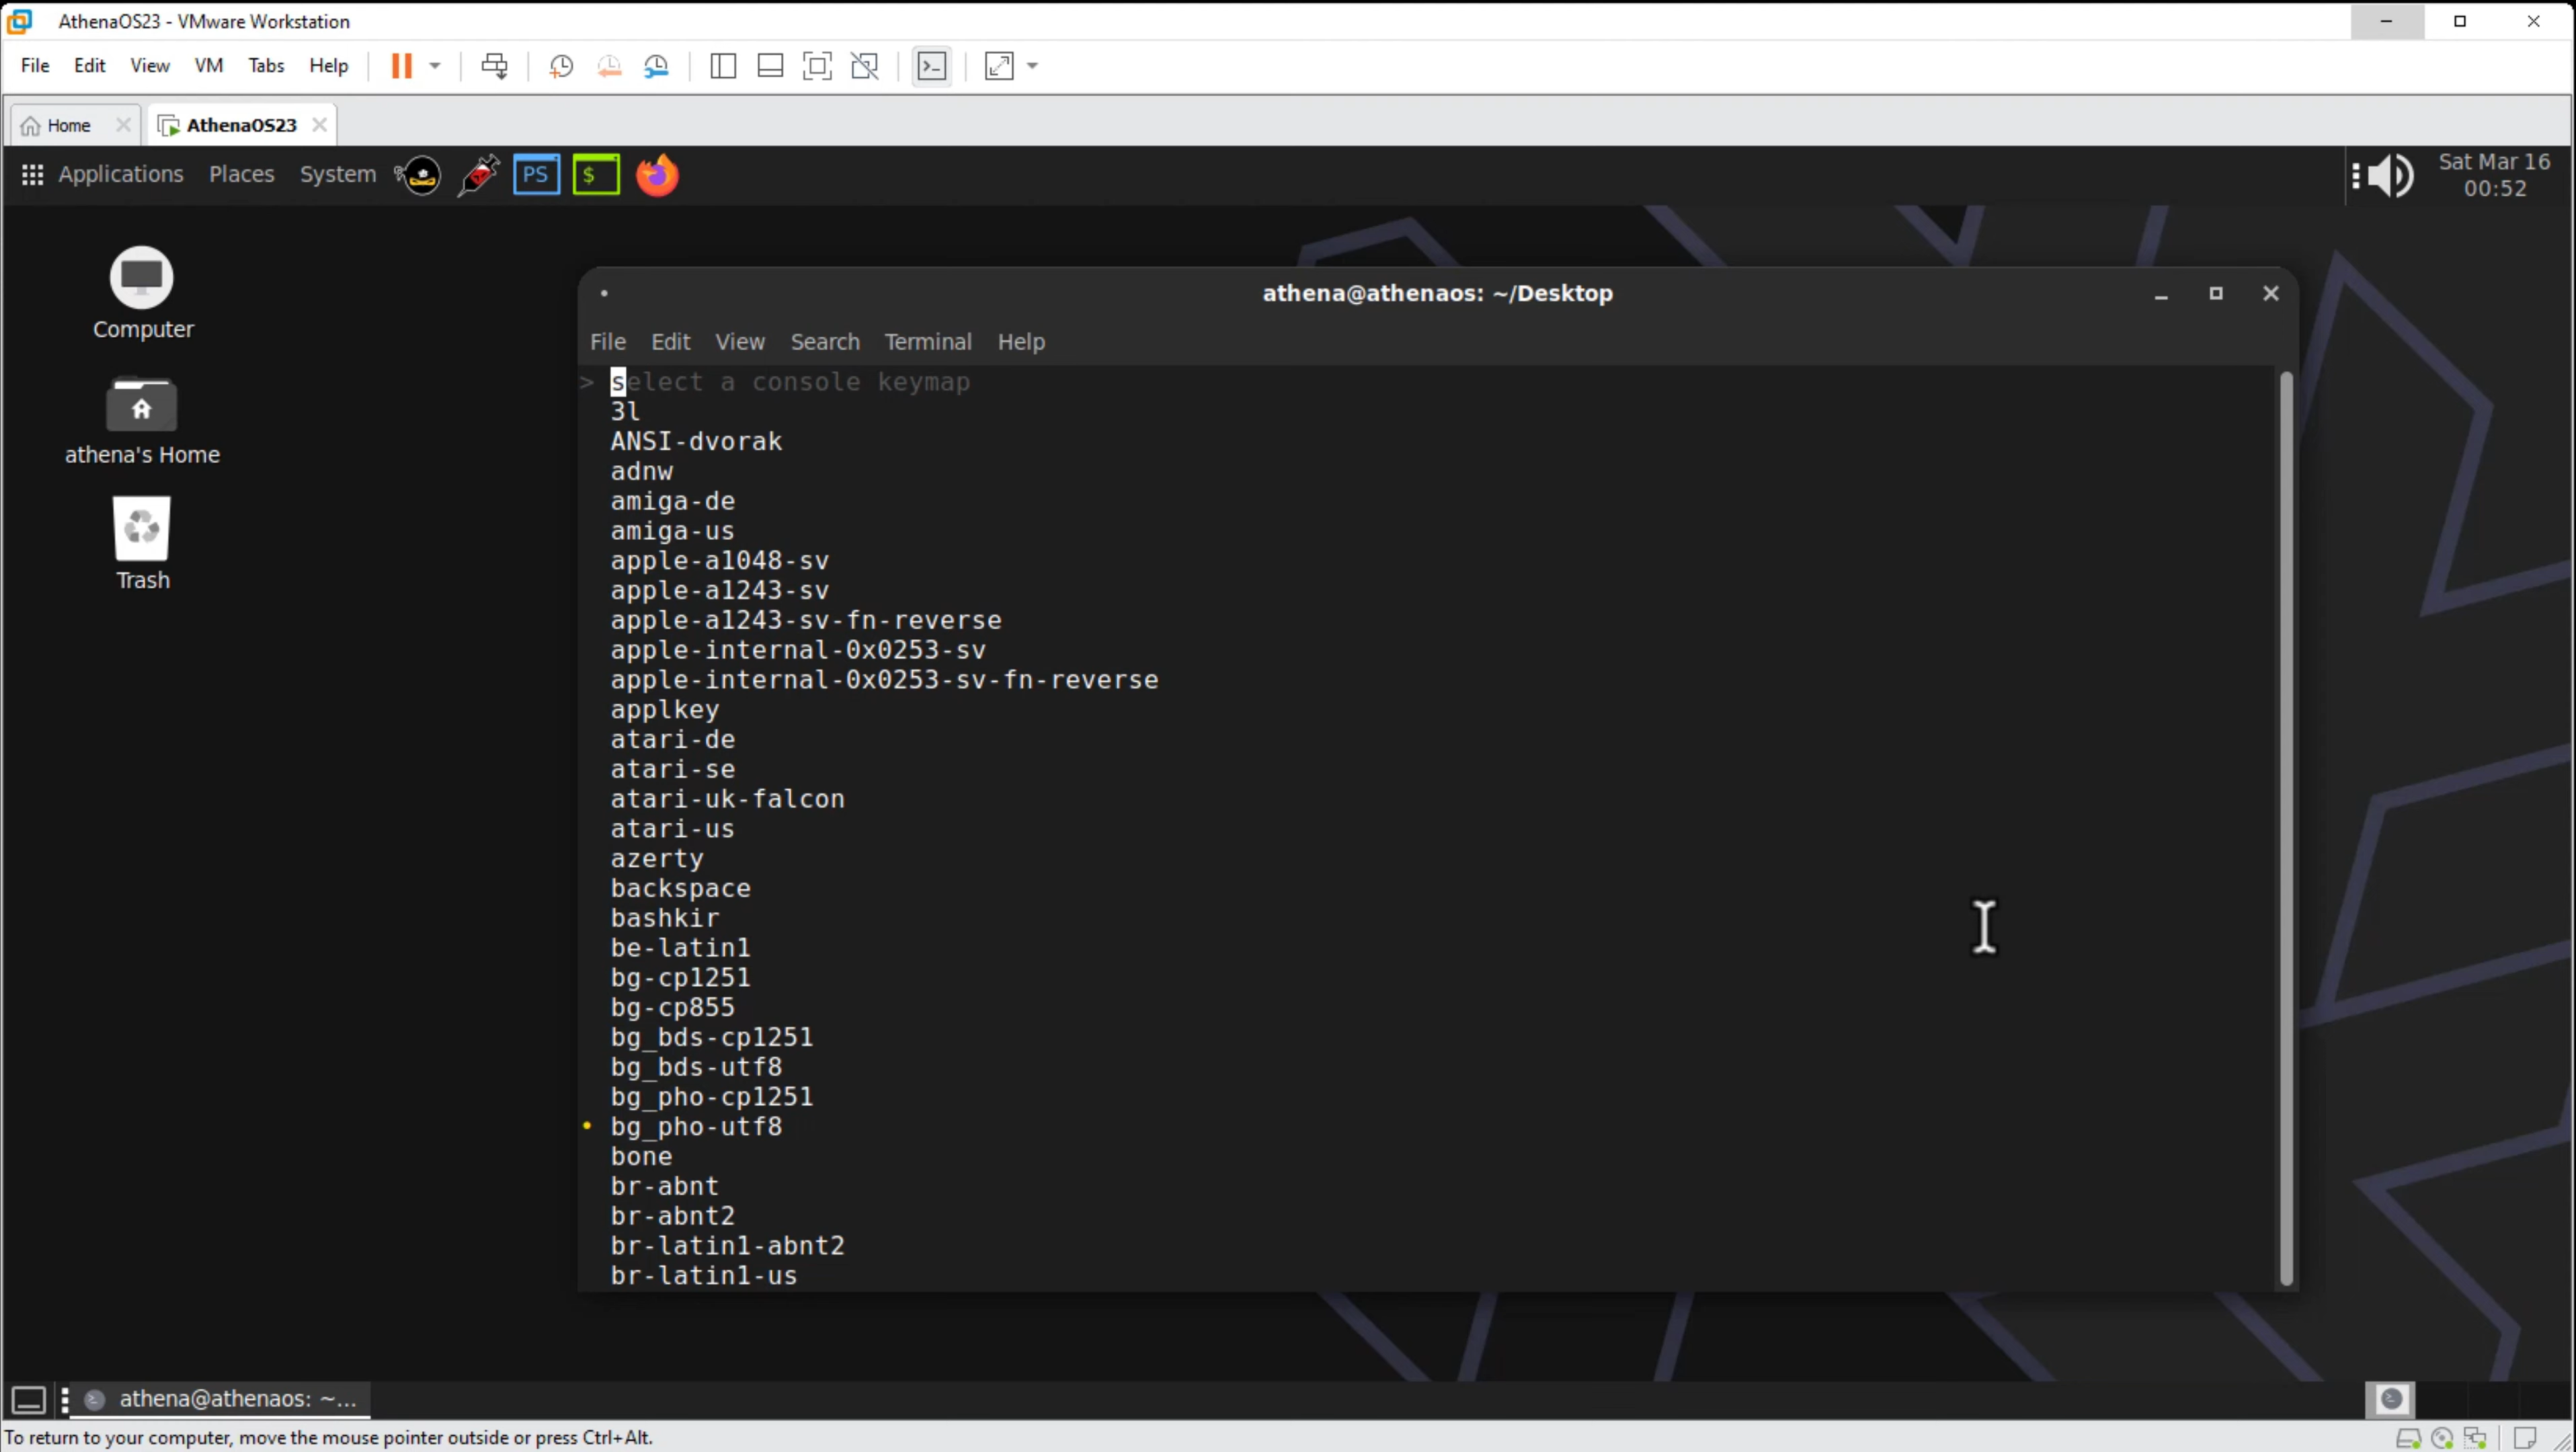 AthenaOS23 - VMware Workstation
File Edit View VM Tabs Help
Home AthenaOS23
Applications Places System PS $ Sat Mar 16
00:52
Computer
athena's Home
Trash
athena@athenaos: ~/Desktop
File Edit View Search Terminal Help
> select a console keymap
3l
ANSI-dvorak
adnw
amiga-de
amiga-us
apple-a1048-sv
apple-a1243-sv
apple-a1243-sv-fn-reverse
apple-internal-0x0253-sv
apple-internal-0x0253-sv-fn-reverse
applkey
atari-de
atari-se
atari-uk-falcon
atari-us
azerty
backspace
bashkir
be-latin1
bg-cp1251
bg-cp855
bg_bds-cp1251
bg_bds-utf8
bg_pho-cp1251
• bg_pho-utf8
bone
br-abnt
br-abnt2
br-latin1-abnt2
br-latin1-us
athena@athenaos: ~...
To return to your computer, move the mouse pointer outside or press Ctrl+Alt.